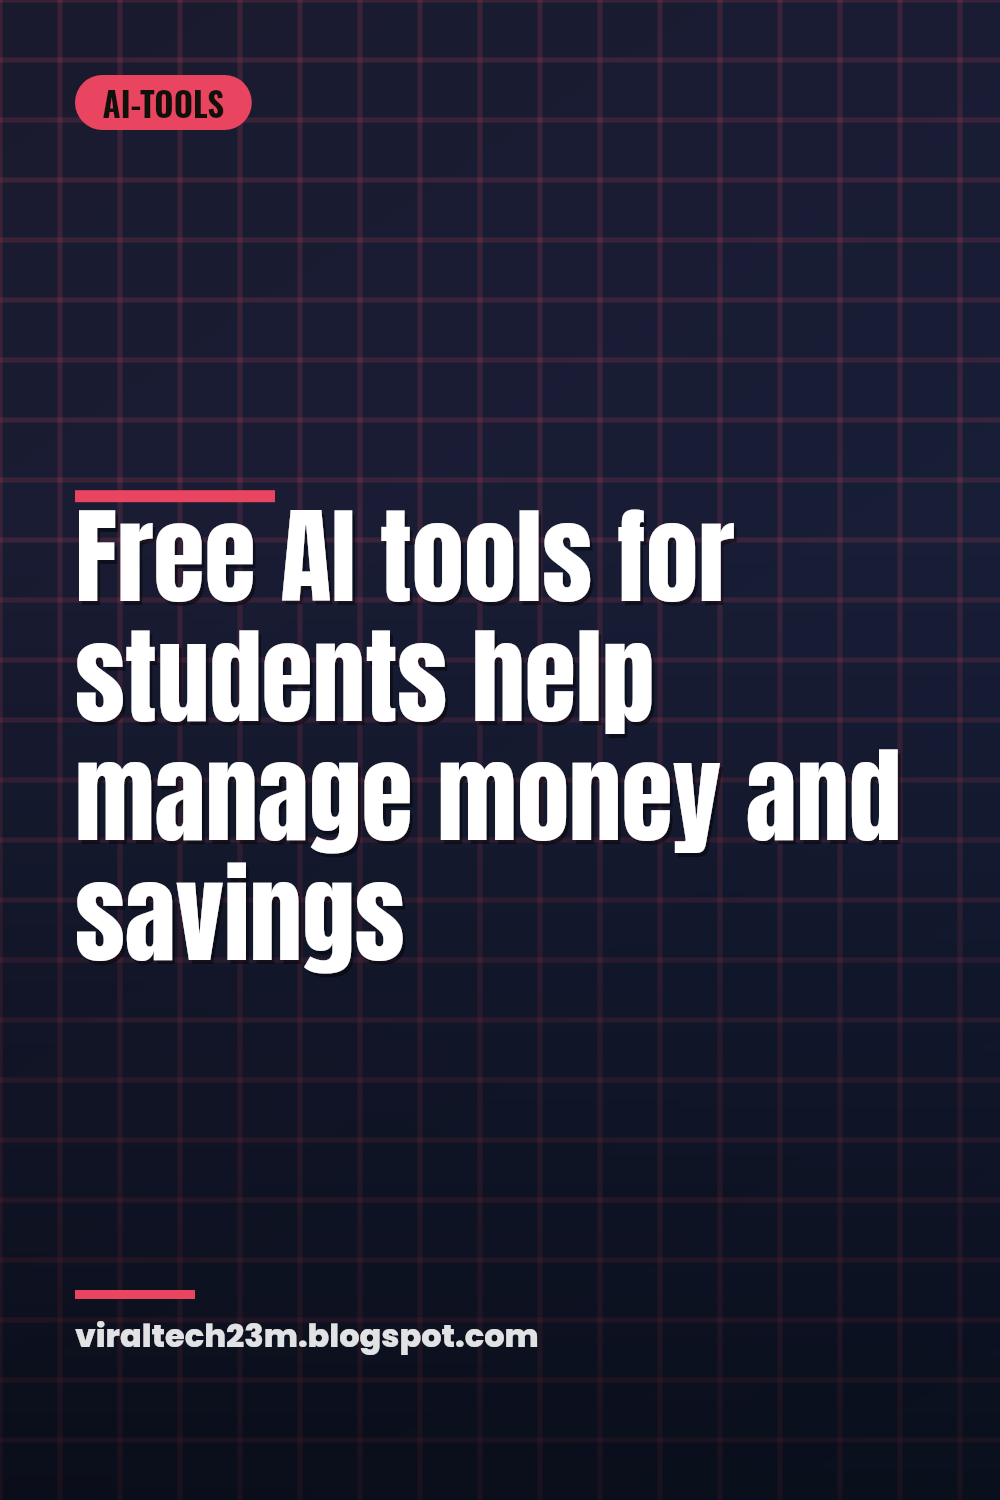 AI-TOOLS
Free AI tools for
students help
manage money and
savings
viraltech23m.blogspot.com